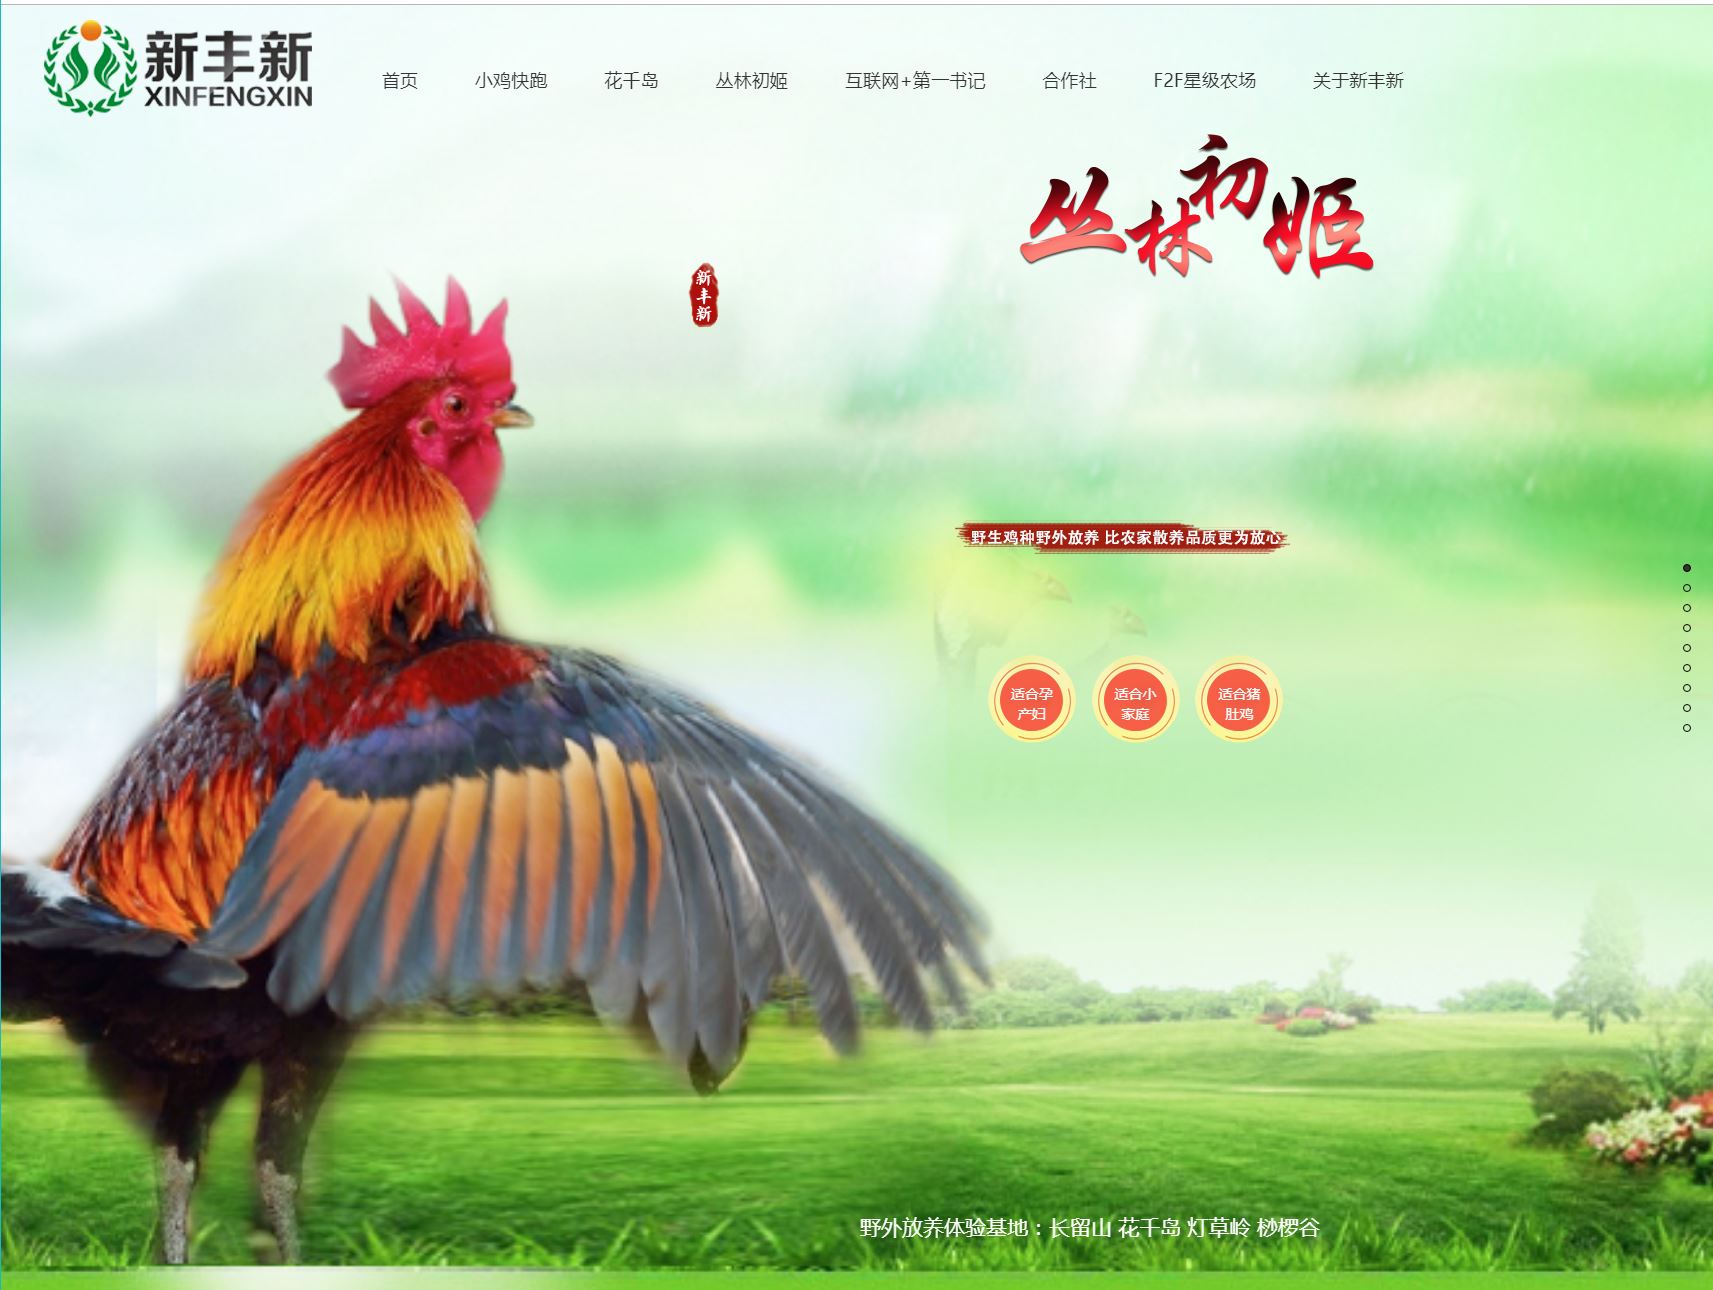 新丰新
XINFENGXIN
首页 小鸡快跑 花千岛 丛林初姬 互联网+第一书记 合作社 F2F星级农场 关于新丰新
丛林初姬
新丰新
野生鸡种野外放养 比农家散养品质更为放心
适合孕
产妇
适合小
家庭
适合猪
肚鸡
野外放养体验基地：长留山 花千岛 灯草岭 桫椤谷